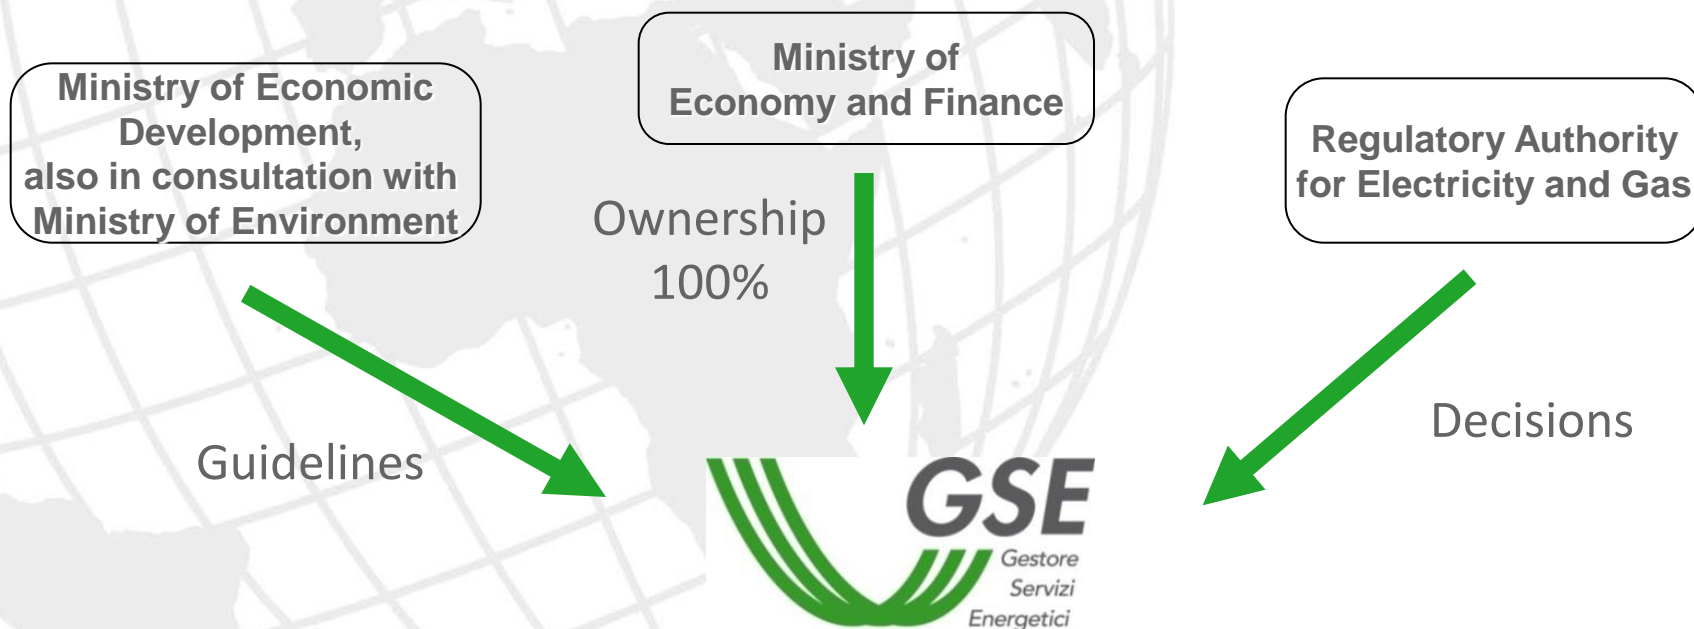 Ministry of Economic
Development,
also in consultation with
Ministry of Environment
Ministry of
Economy and Finance
Regulatory Authority
for Electricity and Gas
Ownership
100%
Guidelines
Decisions
GSE
Gestore
Servizi
Energetici